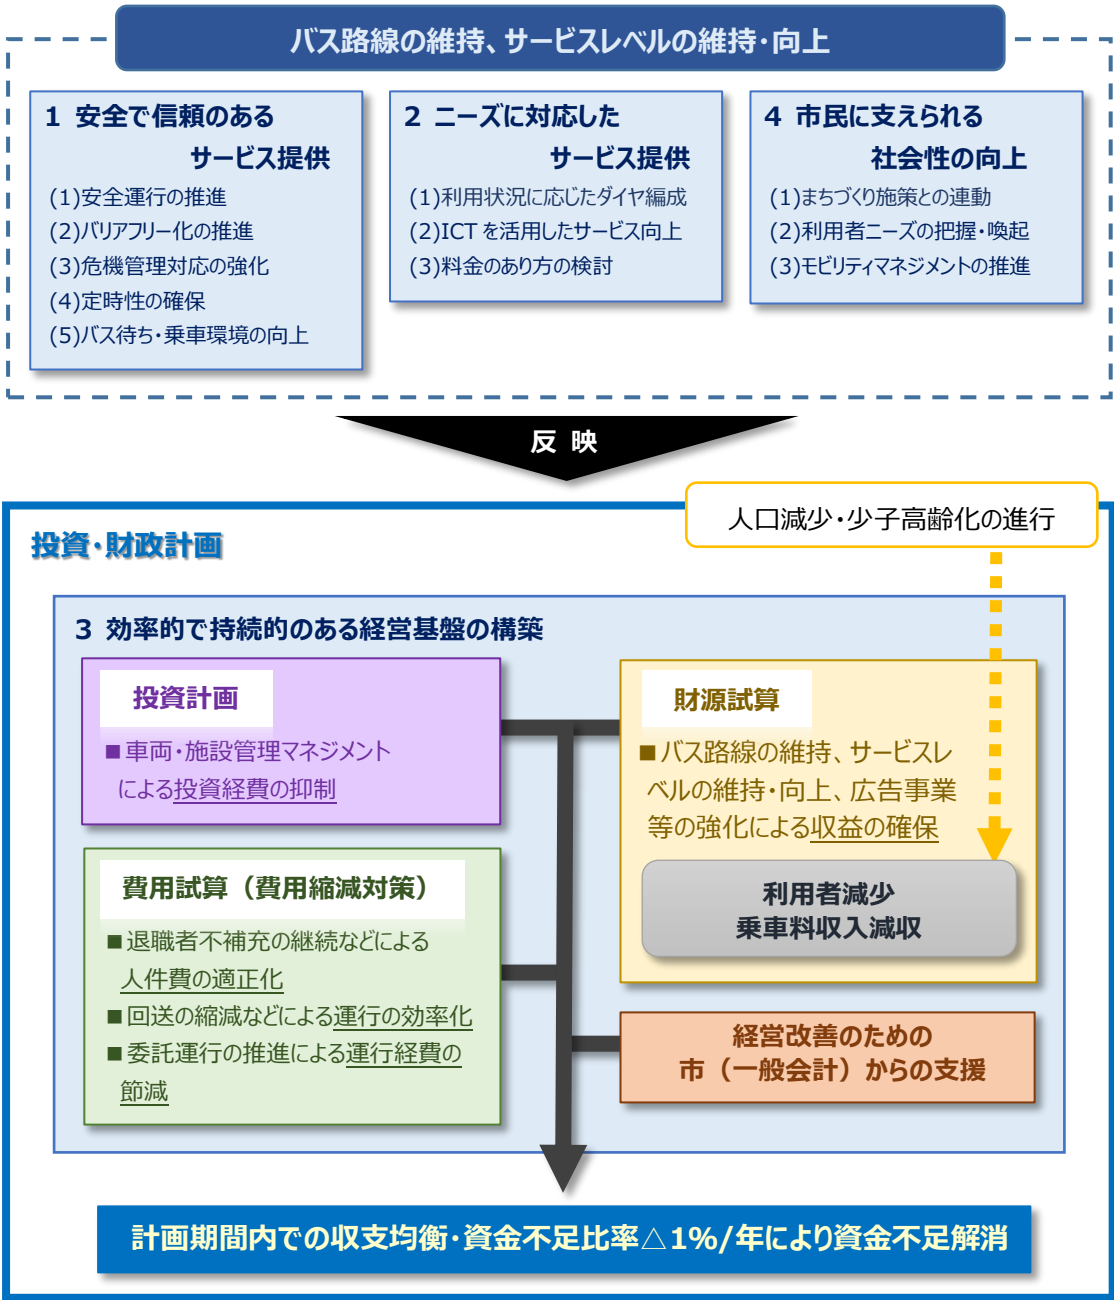 バス路線の維持、サービスレベルの維持・向上
1 安全で信頼のある
サービス提供
(1)安全運行の推進
(2)バリアフリー化の推進
(3)危機管理対応の強化
(4)定時性の確保
(5)バス待ち・乗車環境の向上
2 ニーズに対応した
サービス提供
(1)利用状況に応じたダイヤ編成
(2)ICTを活用したサービス向上
(3)料金のあり方の検討
4 市民に支えられる
社会性の向上
(1)まちづくり施策との連動
(2)利用者ニーズの把握・喚起
(3)モビリティマネジメントの推進
反 映
人口減少・少子高齢化の進行
投資・財政計画
3 効率的で持続的のある経営基盤の構築
投資計画
■車両・施設管理マネジメント
による投資経費の抑制
費用試算（費用縮減対策）
■退職者不補充の継続などによる
人件費の適正化
■回送の縮減などによる運行の効率化
■委託運行の推進による運行経費の
節減
財源試算
■バス路線の維持、サービスレ
ベルの維持・向上、広告事業
等の強化による収益の確保
利用者減少
乗車料収入減収
経営改善のための
市（一般会計）からの支援
計画期間内での収支均衡・資金不足比率△1%/年により資金不足解消